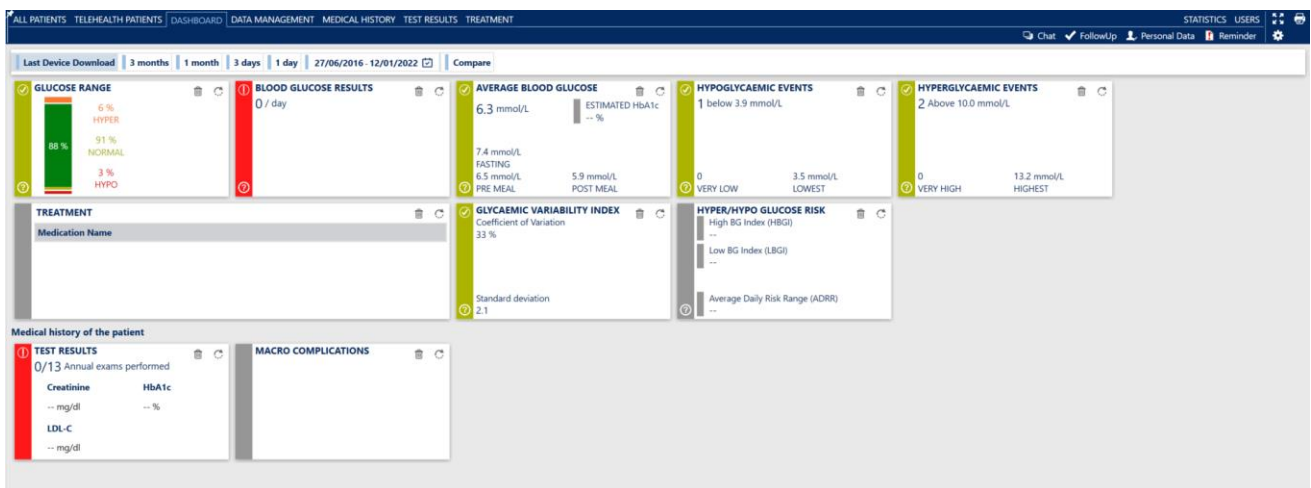 ALL PATIENTS TELEHEALTH PATIENTS DASHBOARD DATA MANAGEMENT MEDICAL HISTORY TEST RESULTS TREATMENT STATISTICS USERS
Chat FollowUp Personal Data Reminder
Last Device Download 3 months 1 month 3 days 1 day 27/06/2016 - 12/01/2022 Compare
GLUCOSE RANGE
88 %
6 %
HYPER
91 %
NORMAL
3 %
HYPO
BLOOD GLUCOSE RESULTS
0 / day
AVERAGE BLOOD GLUCOSE
6.3 mmol/L
ESTIMATED HbA1c
-- %
7.4 mmol/L
FASTING
6.5 mmol/L 5.9 mmol/L
PRE MEAL POST MEAL
HYPOGLYCAEMIC EVENTS
1 below 3.9 mmol/L
0 3.5 mmol/L
VERY LOW LOWEST
HYPERGLYCAEMIC EVENTS
2 Above 10.0 mmol/L
0 13.2 mmol/L
VERY HIGH HIGHEST
TREATMENT
Medication Name
GLYCAEMIC VARIABILITY INDEX
Coefficient of Variation
33 %
Standard deviation
2.1
HYPER/HYPO GLUCOSE RISK
High BG Index (HBGI)
--
Low BG Index (LBGI)
--
Average Daily Risk Range (ADRR)
--
Medical history of the patient
TEST RESULTS
0/13 Annual exams performed
Creatinine HbA1c
-- mg/dl -- %
LDL-C
-- mg/dl
MACRO COMPLICATIONS